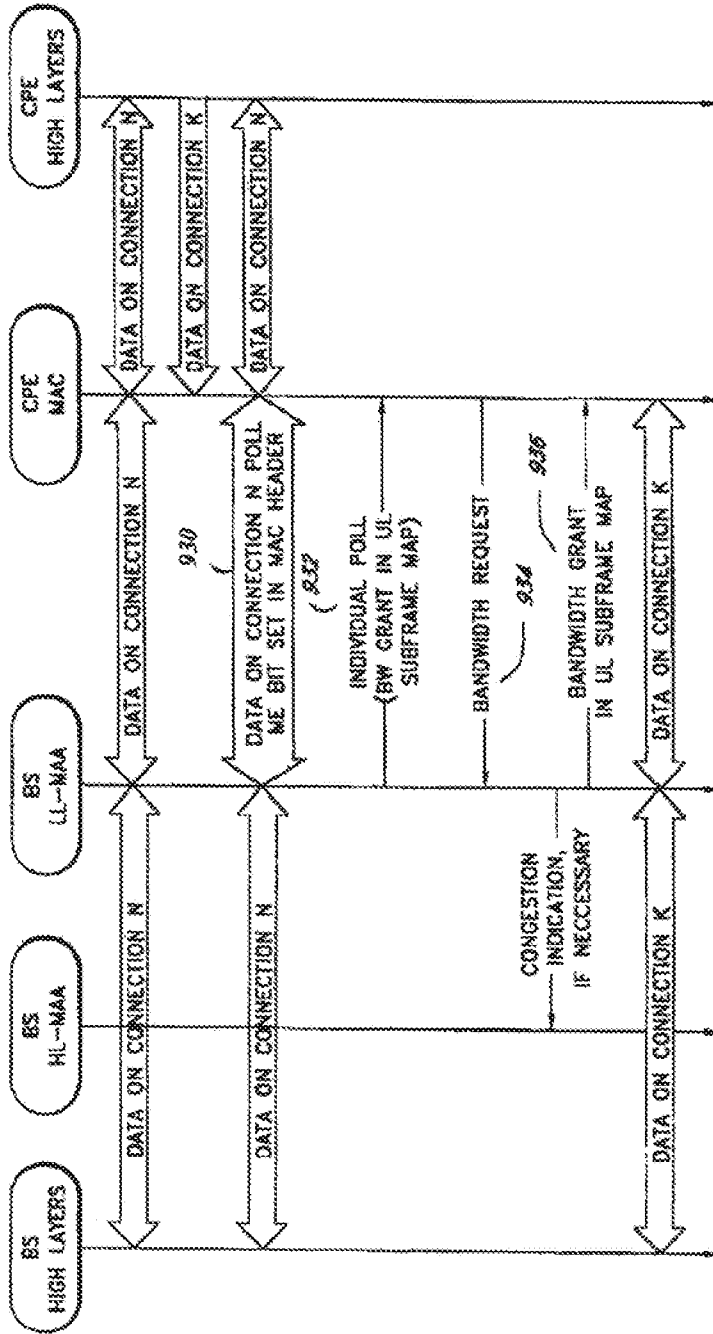 BS
HIGH LAYERS
BS
HL-MAA
BS
LL-MAA
CPE
MAC
CPE
HIGH LAYERS
DATA ON CONNECTION N
DATA ON CONNECTION N
DATA ON CONNECTION N
DATA ON CONNECTION K
930
DATA ON CONNECTION N
DATA ON CONNECTION N POLL
ME BIT SET IN MAC HEADER
DATA ON CONNECTION N
932
INDIVIDUAL POLL
(BW GRANT IN UL
SUBFRAME MAP)
BANDWIDTH REQUEST
934
CONGESTION
INDICATION,
IF NECCESSARY
936
BANDWIDTH GRANT
IN UL SUBFRAME MAP
DATA ON CONNECTION K
DATA ON CONNECTION K